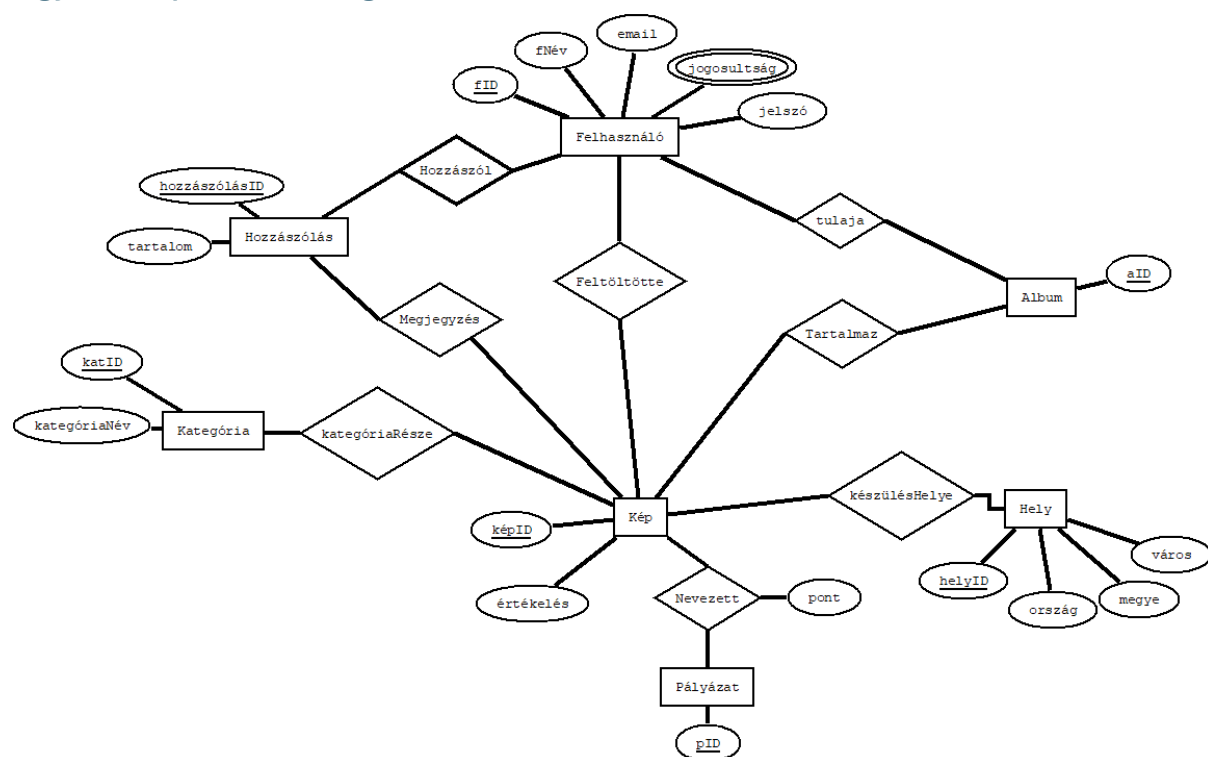 email
fNév
jogosultság
fID
jelszó
Felhasználó
Hozzászól
hozzászólásID
tulaja
Hozzászólás
tartalom
Feltöltötte
aID
Album
Megjegyzés
Tartalmaz
katID
kategóriaNév
Kategória
kategóriaRésze
készülésHelye
Kép
Hely
képID
város
helyID
értékelés
Nevezett
pont
megye
ország
Pályázat
pID